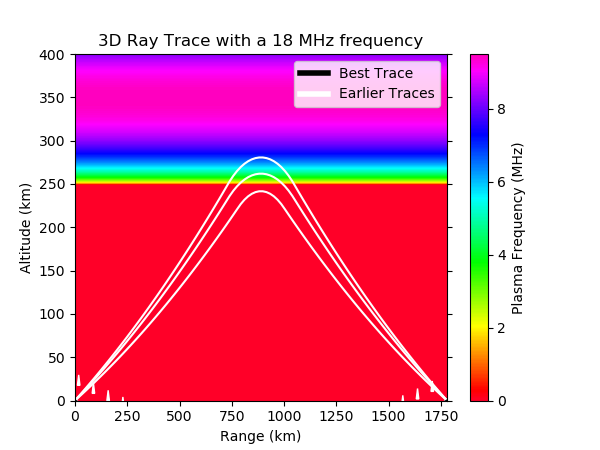 3D Ray Trace with a 18 MHz frequency
Best Trace
Earlier Traces
400
350
300
250
200
150
100
50
0
Altitude (km)
0 250 500 750 1000 1250 1500 1750
Range (km)
8
6
4
2
0
Plasma Frequency (MHz)